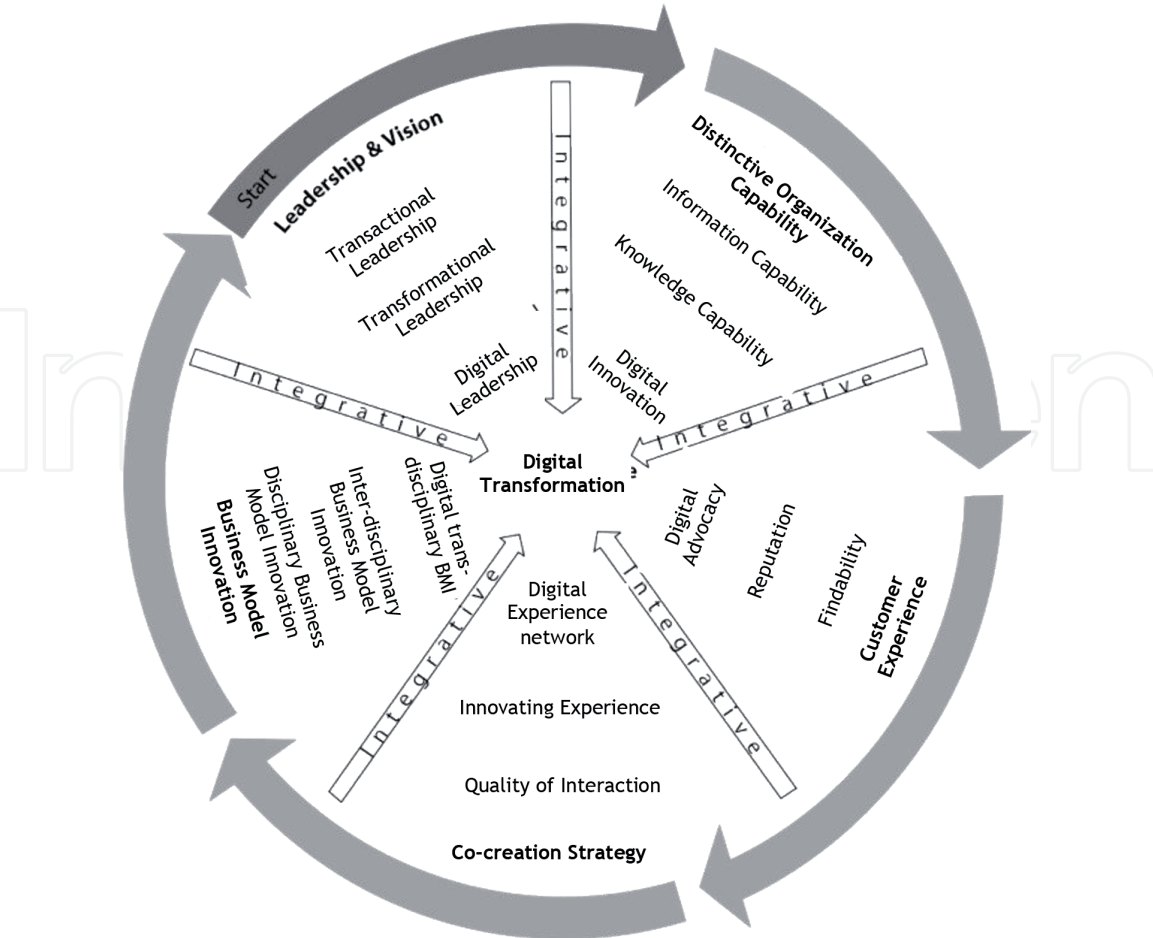 Start
Leadership & Vision
Transactional
Leadership
Transformational
Leadership
Digital
Leadership
Integrative
Distinctive Organization
Capability
Information Capability
Knowledge Capability
Digital
Innovation
Integrative
Customer
Experience
Findability
Reputation
Digital
Advocacy
Integrative
Digital
Experience
network
Innovating Experience
Quality of Interaction
Co-creation Strategy
Integrative
Business Model
Innovation
Disciplinary Business
Model Innovation
Inter-disciplinary
Business Model
Innovation
Digital trans-
disciplinary BMI
Integrative
Digital
Transformation